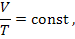 V/T = const ,